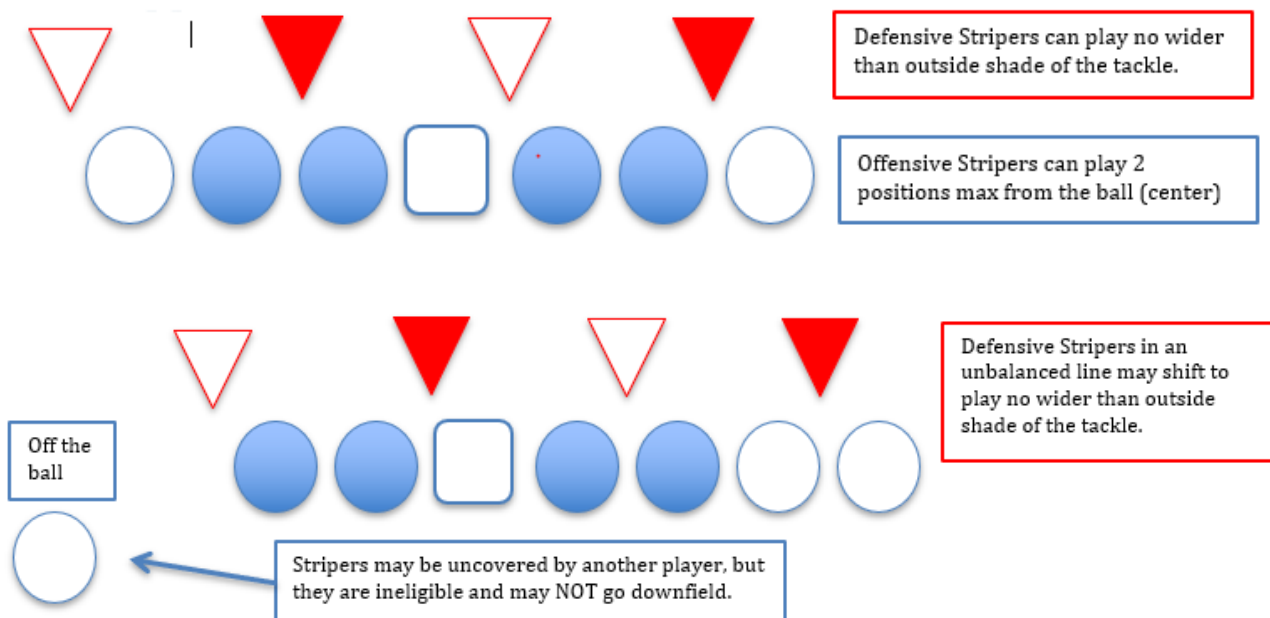 Defensive Stripers can play no wider
than outside shade of the tackle.
Offensive Stripers can play 2
positions max from the ball (center)
Defensive Stripers in an
unbalanced line may shift to
play no wider than outside
shade of the tackle.
Off the
ball
Stripers may be uncovered by another player, but
they are ineligible and may NOT go downfield.